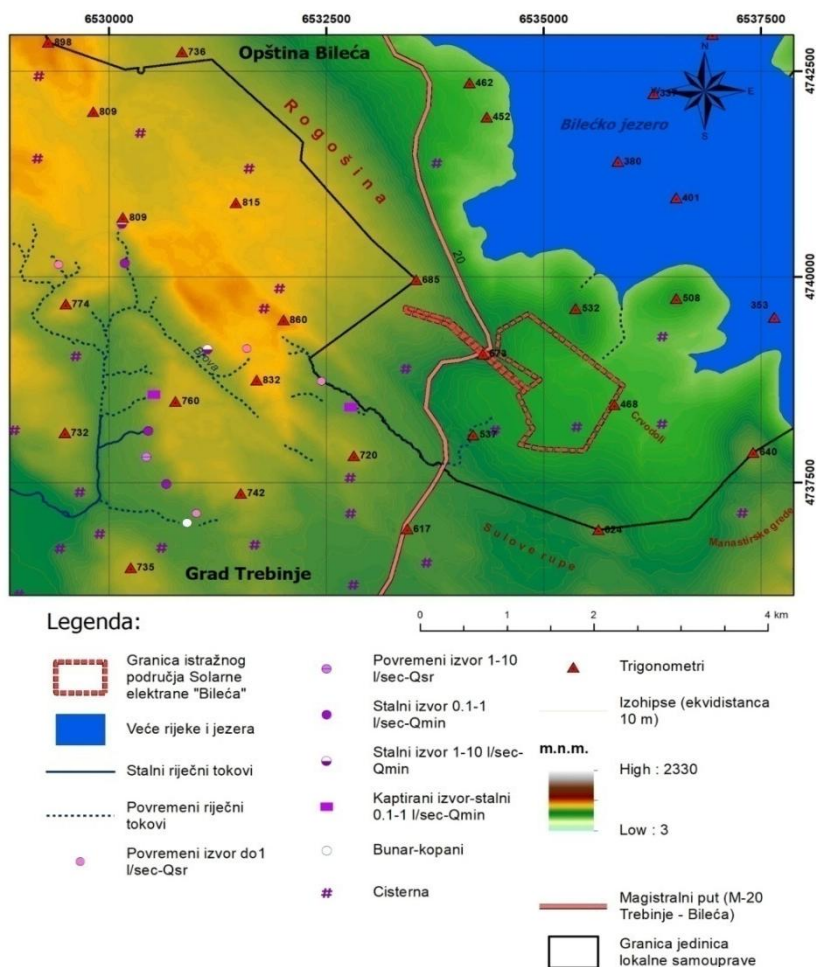 6530000
6532500
6535000
6537500
898
736
Opština Bileća
462
N
E
S
4742500
809
452
Bilećko jezero
380
Rogošina
815
401
809
20
685
4740000
774
532
508
353
860
673
832
760
468
Crvodoli
732
537
720
640
742
4737500
617
Sulove rupe
624
Manastirske grede
735
Grad Trebinje
Legenda:
0 1 2 4 km
Granica istražnog
područja Solarne
elektrane "Bileća"
Veće rijeke i jezera
Stalni riječni tokovi
Povremeni riječni
tokovi
Povremeni izvor do1
l/sec-Qsr
Povremeni izvor 1-10
l/sec-Qsr
Stalni izvor 0.1-1
l/sec-Qmin
Stalni izvor 1-10 l/sec-
Qmin
Kaptirani izvor-stalni
0.1-1 l/sec-Qmin
Bunar-kopani
Cisterna
Trigonometri
Izohipse (ekvidistanca
10 m)
m.n.m.
High : 2330
Low : 3
Magistralni put (M-20
Trebinje - Bileća)
Granica jedinica
lokalne samouprave